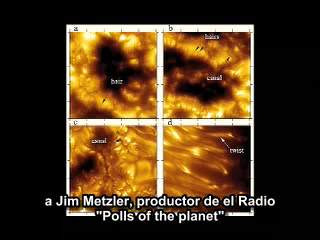 a
b
hairs
hair
canal
c
d
canal
twist
a Jim Metzler, productor de el Radio
"Polls of the planet"